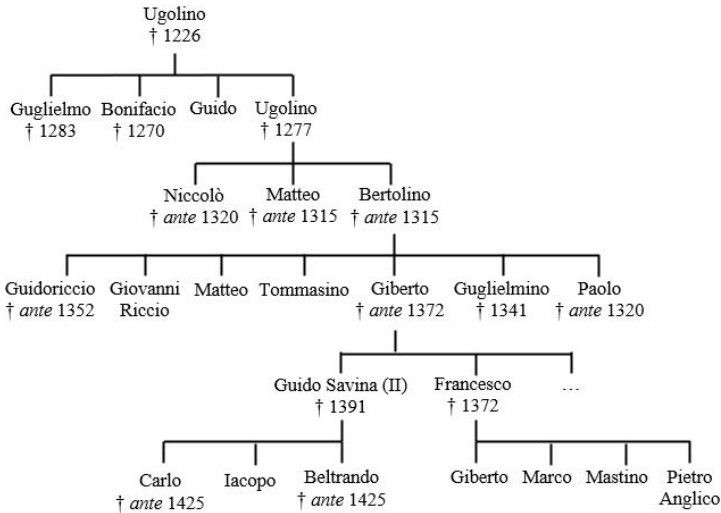 Ugolino
† 1226
Guglielmo Bonifacio Guido Ugolino
† 1283 † 1270 † 1277
Niccolò Matteo Bertolino
† ante 1320 † ante 1315 † ante 1315
Guidoriccio Giovanni Matteo Tommasino Giberto Guglielmino Paolo
† ante 1352 Riccio † ante 1372 † 1341 † ante 1320
Guido Savina (II) Francesco …
† 1391 † 1372
Carlo Iacopo Beltrando Giberto Marco Mastino Pietro
† ante 1425 † ante 1425 Anglico